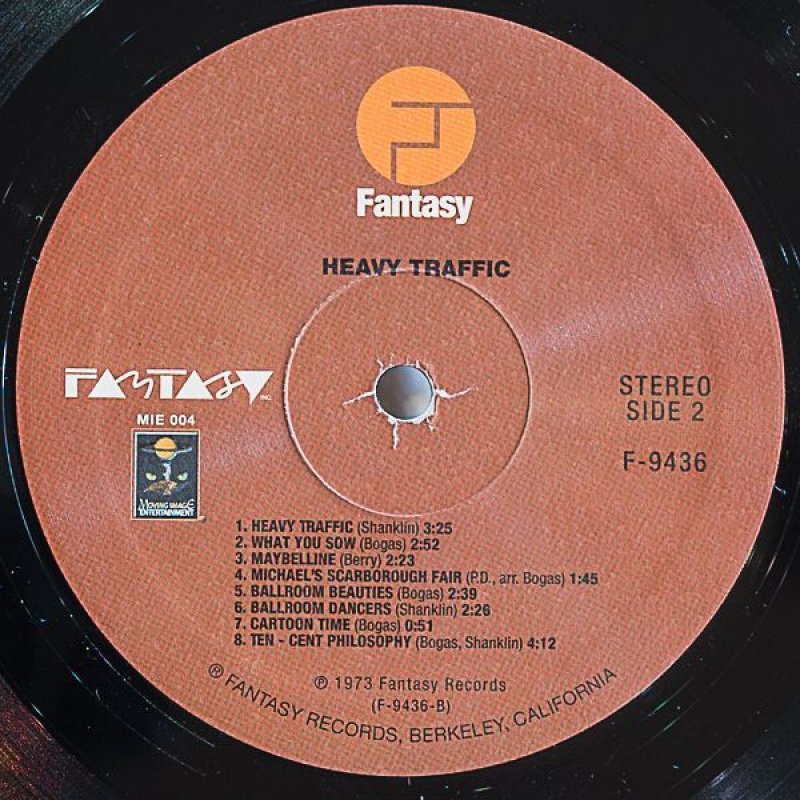 Fantasy
HEAVY TRAFFIC
FANTASY INC.
MIE 004
MOVING IMAGE
ENTERTAINMENT
STEREO
SIDE 2
F-9436
1. HEAVY TRAFFIC (Shanklin) 3:25
2. WHAT YOU SOW (Bogas) 2:52
3. MAYBELLINE (Berry) 2:23
4. MICHAEL'S SCARBOROUGH FAIR (P.D., arr. Bogas) 1:45
5. BALLROOM BEAUTIES (Bogas) 2:39
6. BALLROOM DANCERS (Shanklin) 2:26
7. CARTOON TIME (Bogas) 0:51
8. TEN - CENT PHILOSOPHY (Bogas, Shanklin) 4:12
℗ 1973 Fantasy Records
(F-9436-B)
® FANTASY RECORDS, BERKELEY, CALIFORNIA